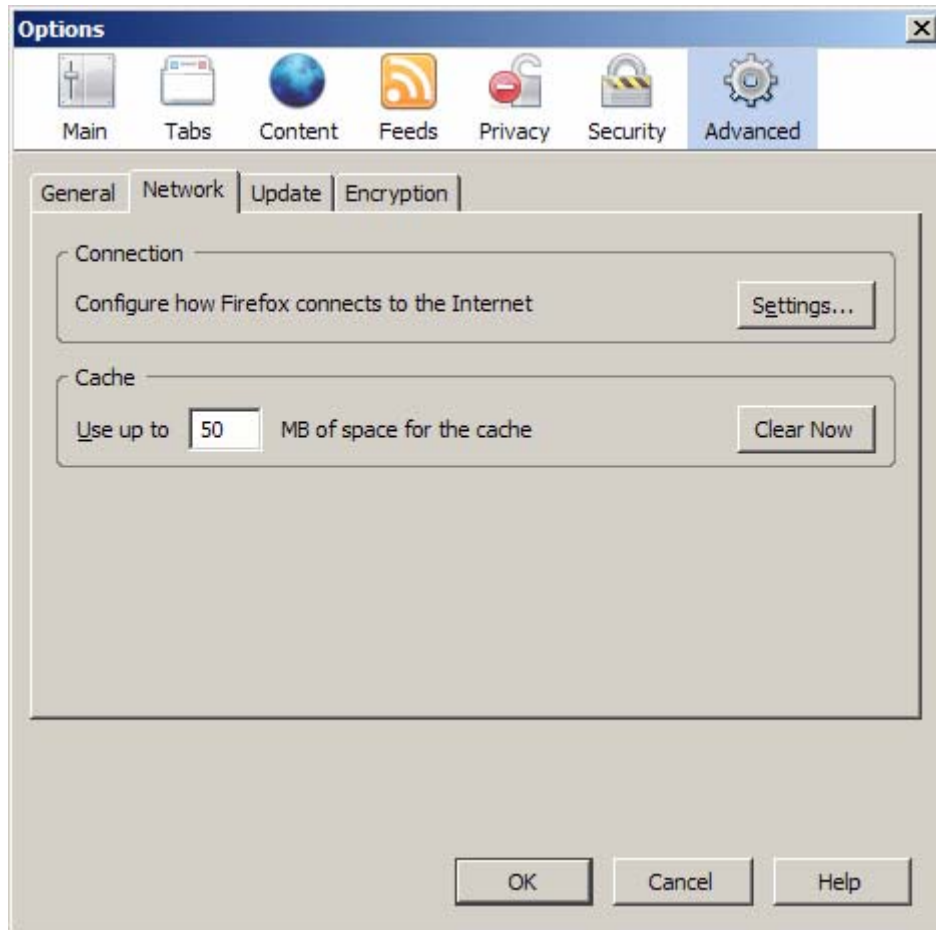 Options
Main Tabs Content Feeds Privacy Security Advanced
General Network Update Encryption
Connection
Configure how Firefox connects to the Internet Settings...
Cache
Use up to 50 MB of space for the cache Clear Now
OK Cancel Help